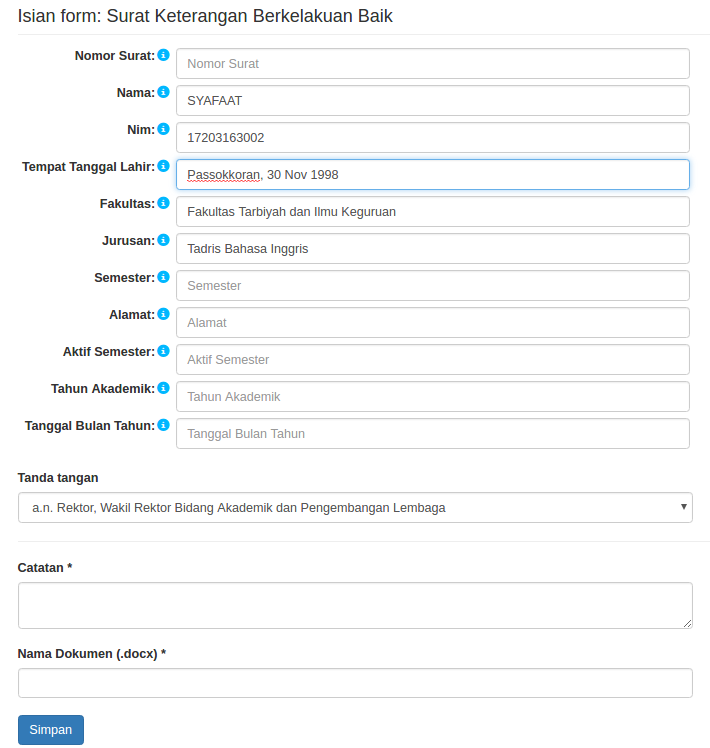 Isian form: Surat Keterangan Berkelakuan Baik
Nomor Surat: Nomor Surat
Nama: SYAFAAT
Nim: 17203163002
Tempat Tanggal Lahir: Passokkoran, 30 Nov 1998
Fakultas: Fakultas Tarbiyah dan Ilmu Keguruan
Jurusan: Tadris Bahasa Inggris
Semester: Semester
Alamat: Alamat
Aktif Semester: Aktif Semester
Tahun Akademik: Tahun Akademik
Tanggal Bulan Tahun: Tanggal Bulan Tahun
Tanda tangan
a.n. Rektor, Wakil Rektor Bidang Akademik dan Pengembangan Lembaga
Catatan *
Nama Dokumen (.docx) *
Simpan